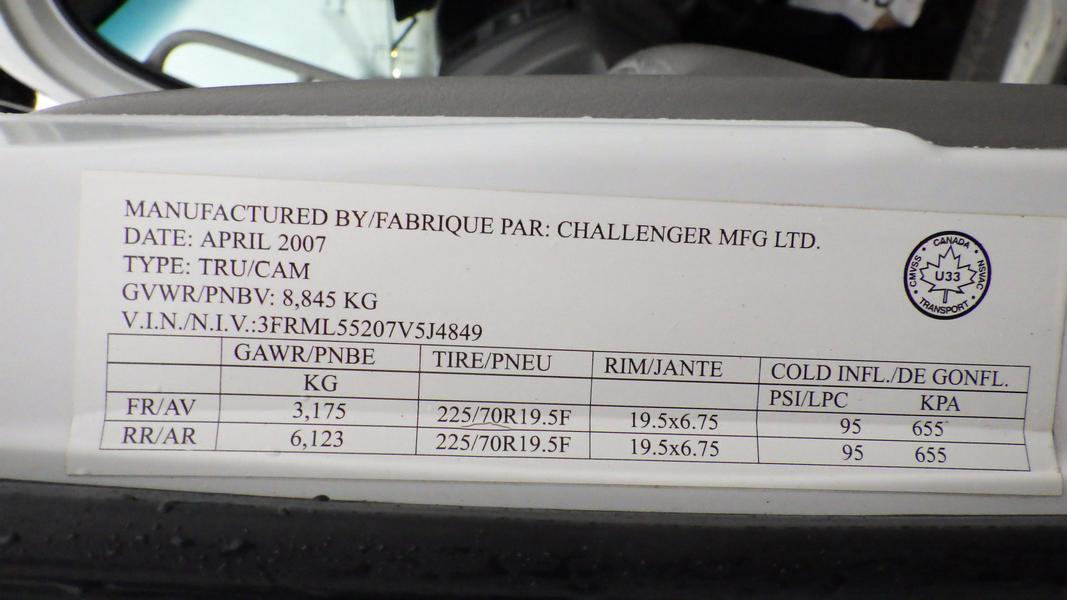 MANUFACTURED BY/FABRIQUE PAR: CHALLENGER MFG LTD.
DATE: APRIL 2007
TYPE: TRU/CAM
GVWR/PNBV: 8,845 KG
V.I.N./N.I.V.:3FRML55207V5J4849
CANADA
CMVSS U33 NSVAC
TRANSPORT
GAWR/PNBE TIRE/PNEU RIM/JANTE COLD INFL./DE GONFL.
KG PSI/LPC KPA
FR/AV 3,175 225/70R19.5F 19.5x6.75 95 655
RR/AR 6,123 225/70R19.5F 19.5x6.75 95 655